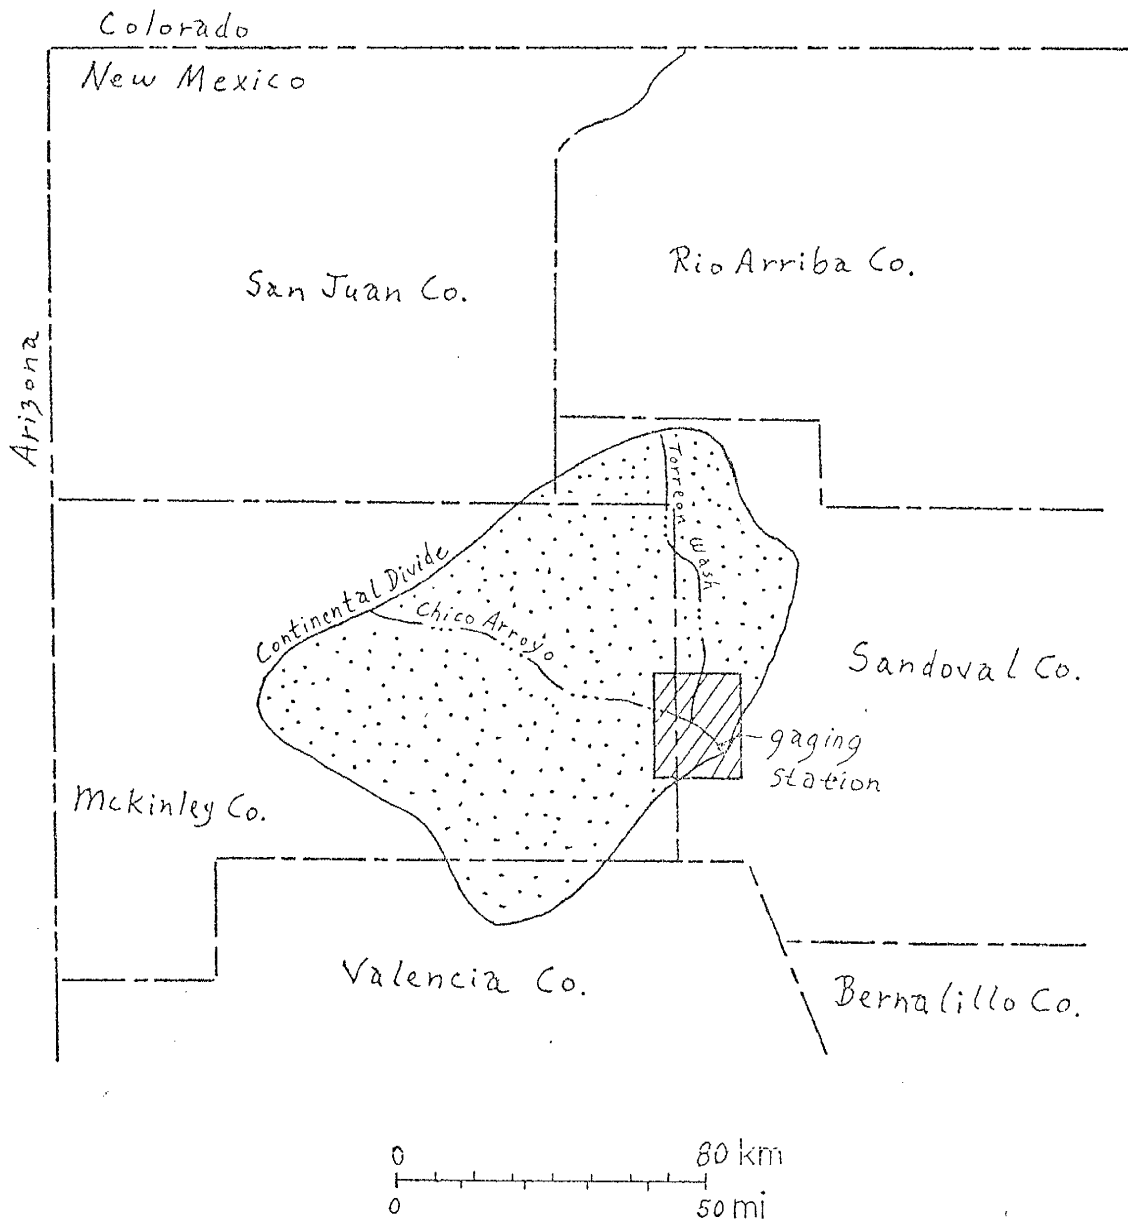 Colorado
New Mexico
Rio Arriba Co.
San Juan Co.
Arizona
Torreon Wash
Continental Divide
Chico Arroyo
Sandoval Co.
gaging
station
McKinley Co.
Valencia Co.
Bernalillo Co.
0 80 km
0 50 mi